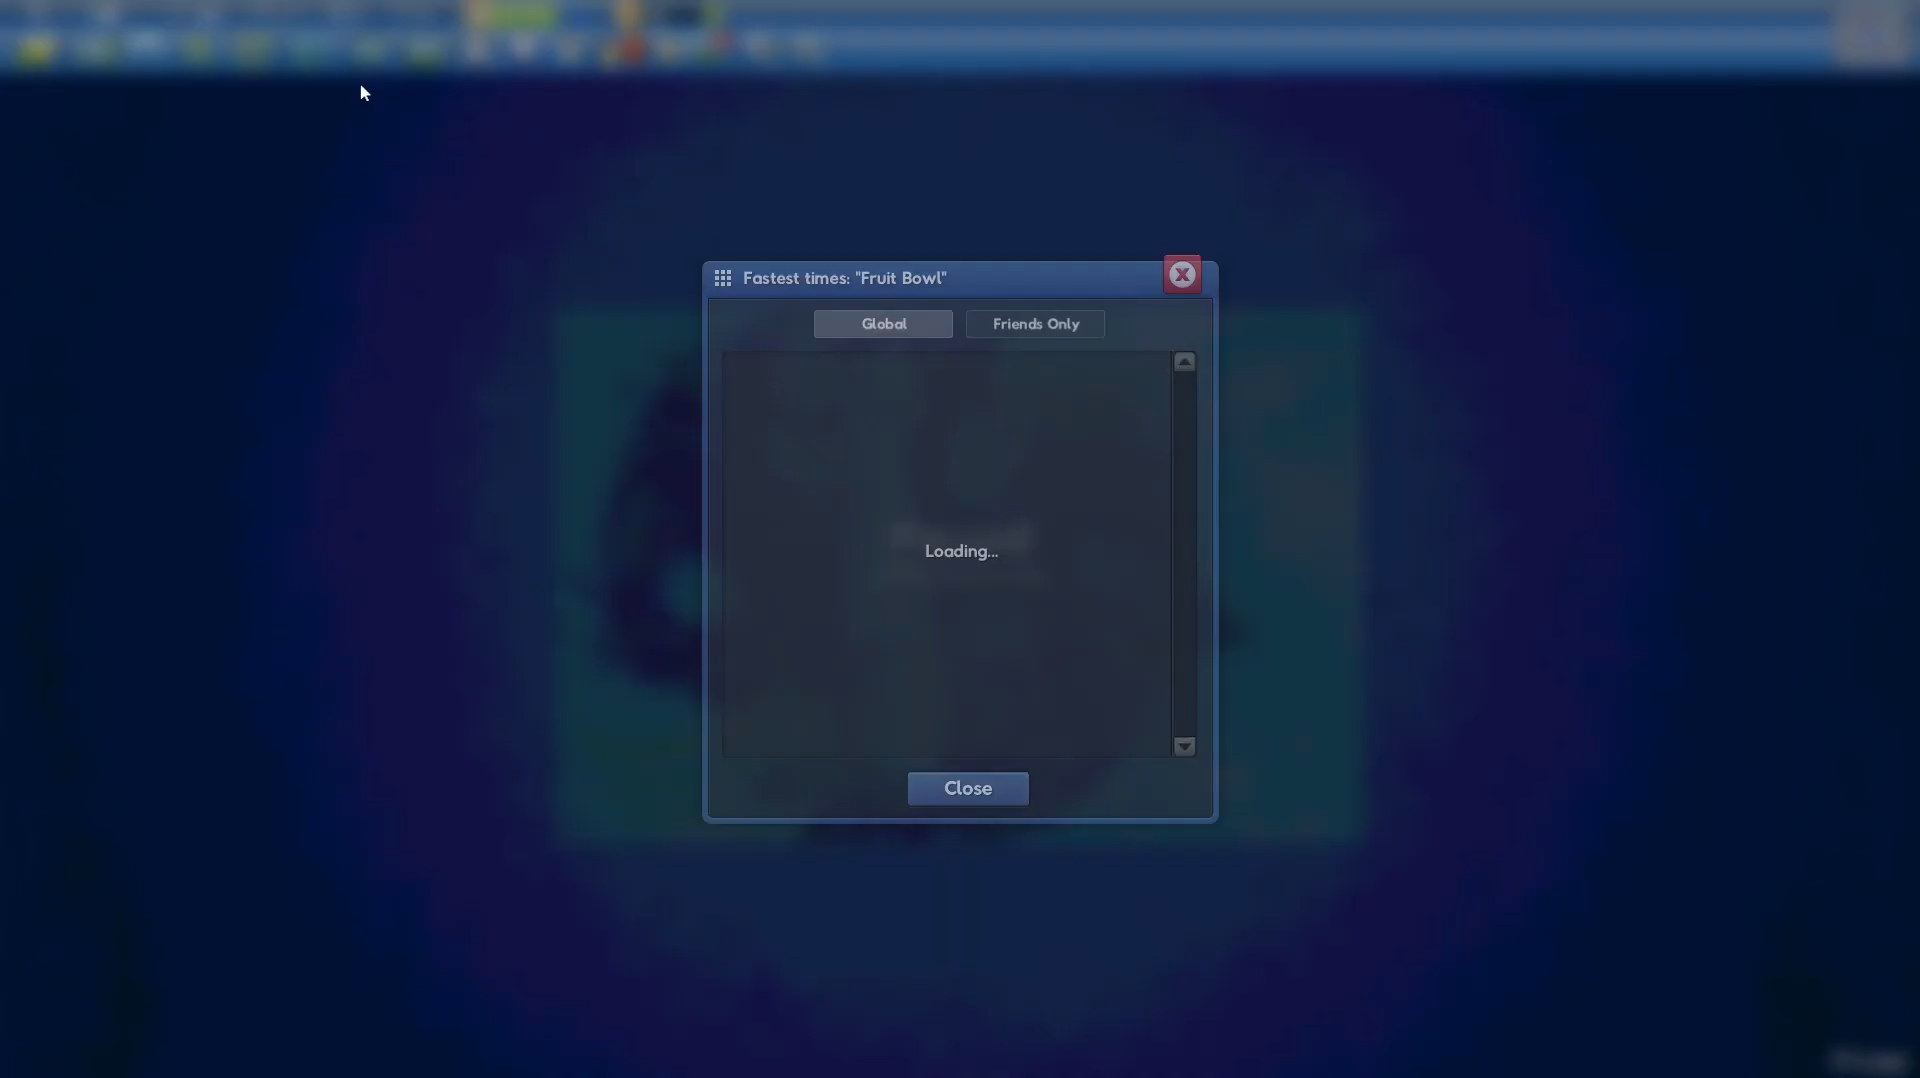 Fastest times: "Fruit Bowl"
Global
Friends Only
Loading...
Close